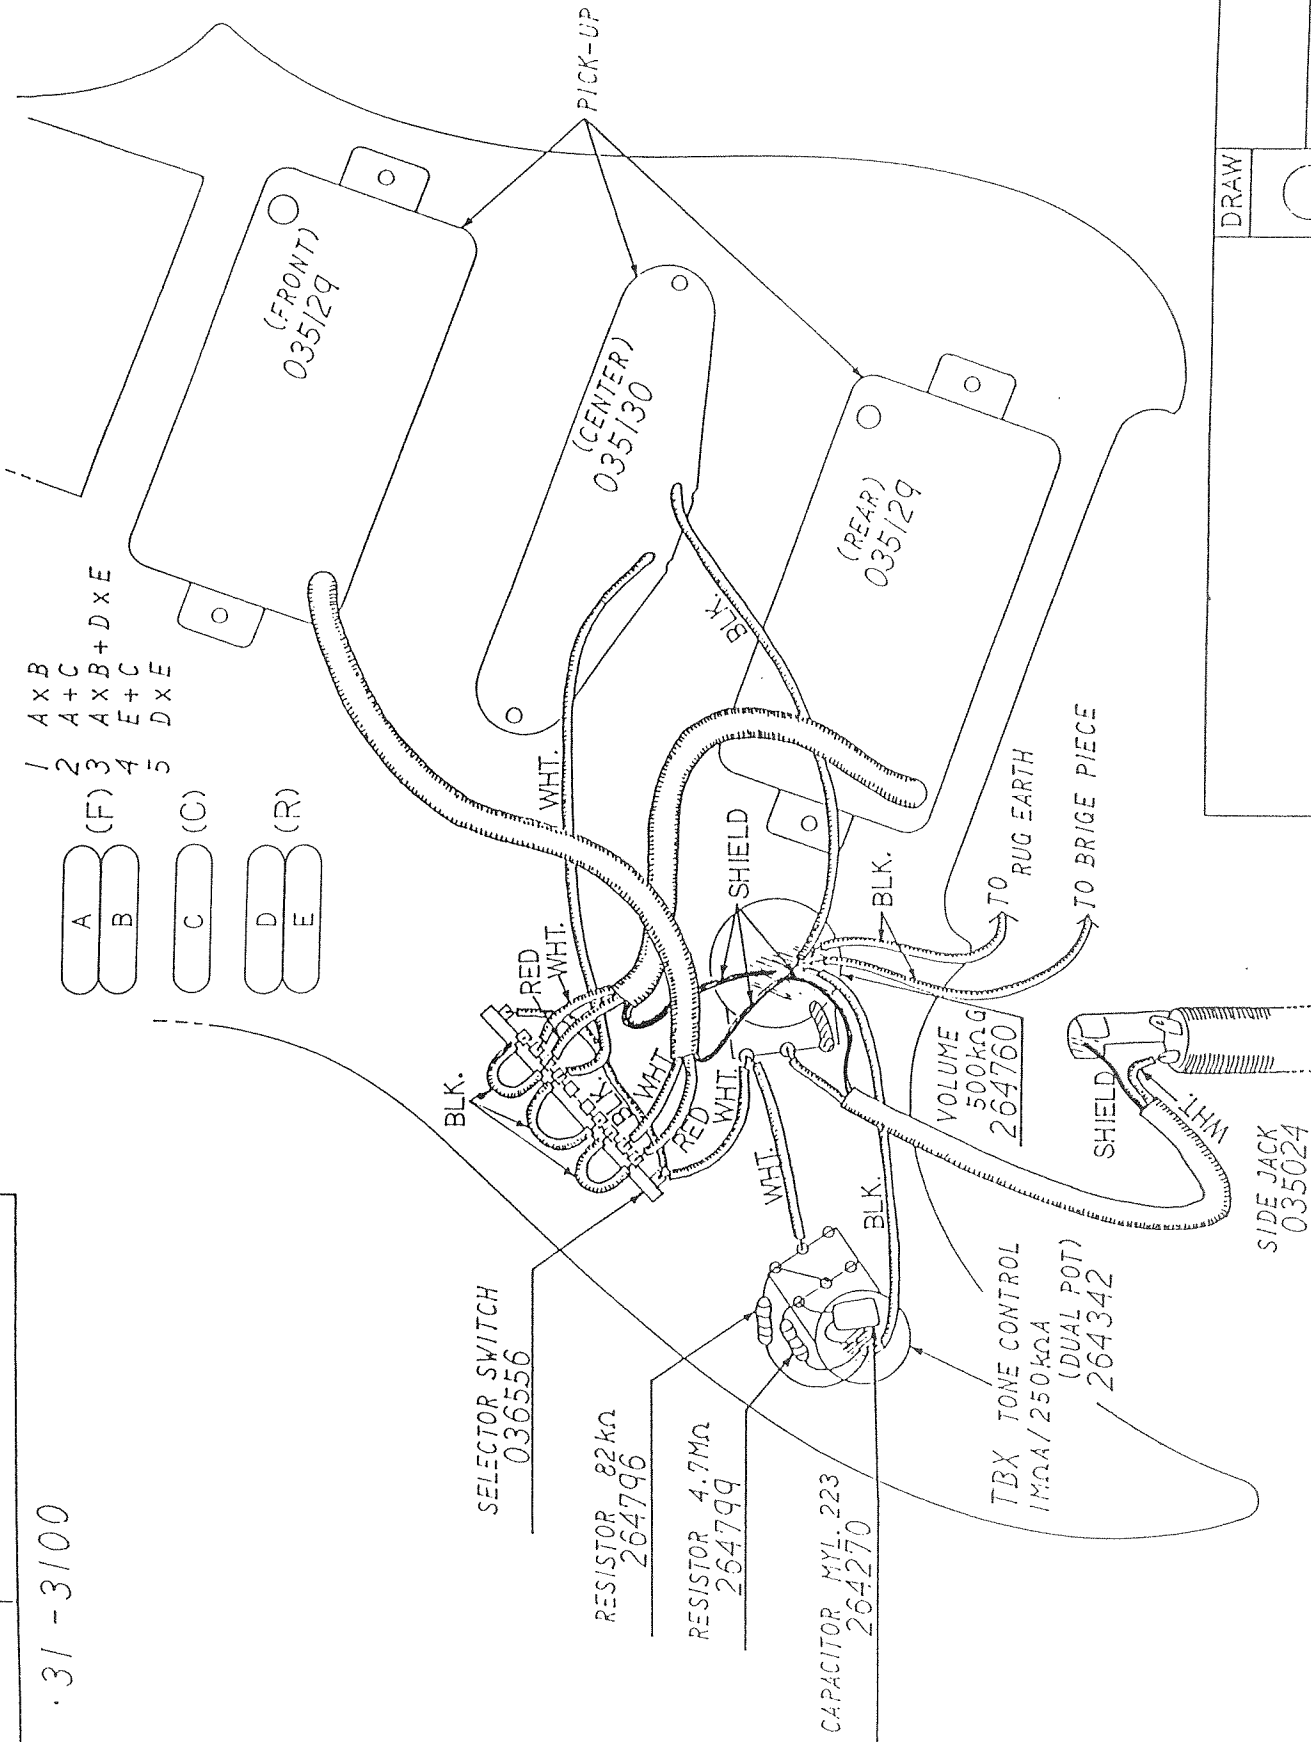 .31-3100
A
B
(F)
C
(C)
D
E
(R)
1 A×B
2 A+C
3 A×B+D×E
4 E+C
5 D×E
(FRONT)
035129
PICK-UP
(CENTER)
035130
(REAR)
035129
BLK.
WHT.
RED
WHT.
BLK.
BLK.
WHT
RED
WHT.
WHT.
SHIELD
BLK.
BLK.
TO
RUG EARTH
TO BRIGE PIECE
SELECTOR SWITCH
036556
RESISTOR 82kΩ
264796
RESISTOR 4.7MΩ
264799
CAPACITOR MYL.223
264270
TBX TONE CONTROL
1MΩA/250kΩA
(DUAL POT)
264342
VOLUME
500kΩG
264760
SHIELD
WHT.
SIDE JACK
035024
DRAW